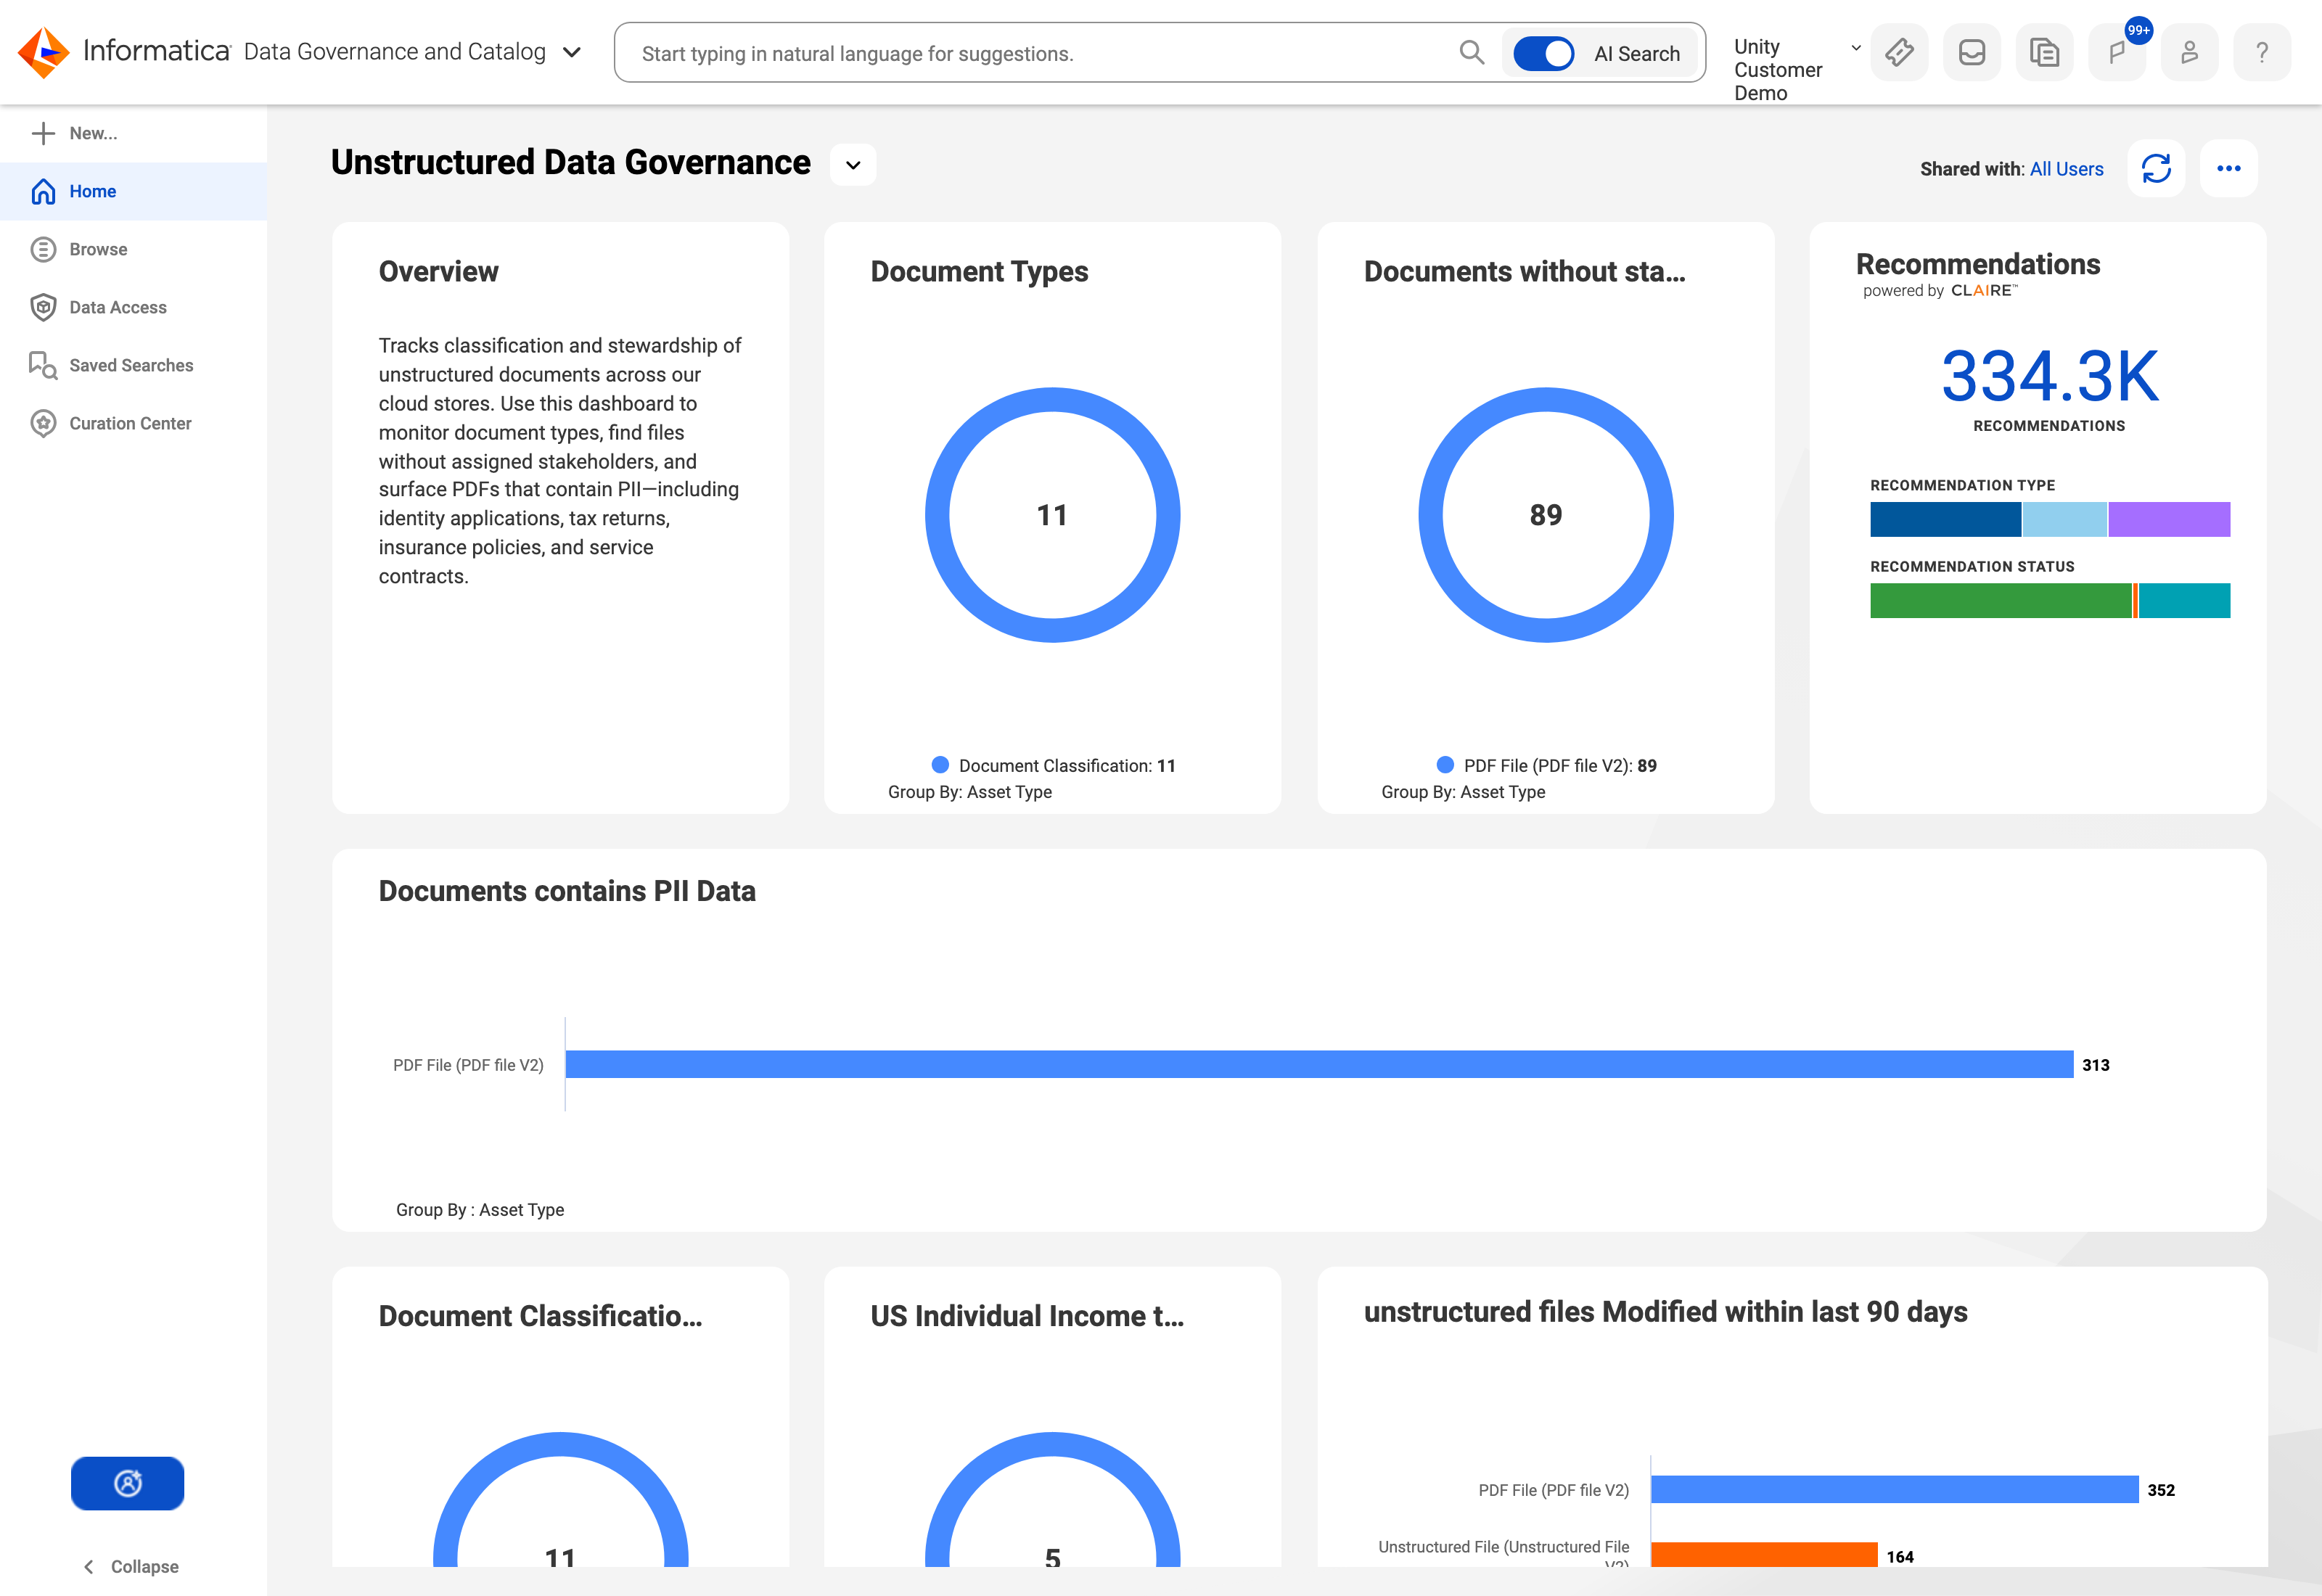 Informatica Data Governance and Catalog
Start typing in natural language for suggestions.
AI Search
Unity
Customer
Demo
99+
?
New...
Home
Browse
Data Access
Saved Searches
Curation Center
Collapse
Unstructured Data Governance
Shared with: All Users
Overview
Tracks classification and stewardship of
unstructured documents across our
cloud stores. Use this dashboard to
monitor document types, find files
without assigned stakeholders, and
surface PDFs that contain PII—including
identity applications, tax returns,
insurance policies, and service
contracts.
Document Types
11
Document Classification: 11
Group By: Asset Type
Documents without sta...
89
PDF File (PDF file V2): 89
Group By: Asset Type
Recommendations
powered by CLAIRE™
334.3K
RECOMMENDATIONS
RECOMMENDATION TYPE
RECOMMENDATION STATUS
Documents contains PII Data
PDF File (PDF file V2)
313
Group By : Asset Type
Document Classificatio...
11
US Individual Income t...
5
unstructured files Modified within last 90 days
PDF File (PDF file V2)
352
Unstructured File (Unstructured File
V2)
164